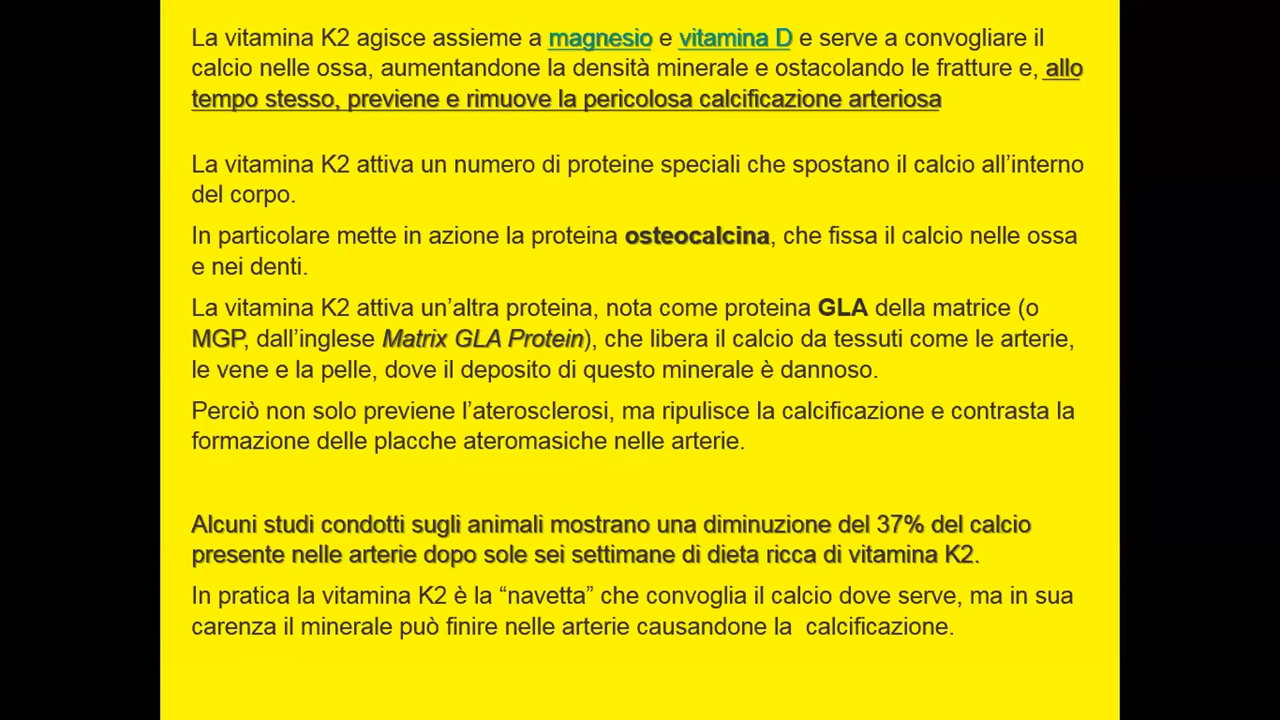 La vitamina K2 agisce assieme a magnesio e vitamina D e serve a convogliare il
calcio nelle ossa, aumentandone la densità minerale e ostacolando le fratture e, allo
tempo stesso, previene e rimuove la pericolosa calcificazione arteriosa
La vitamina K2 attiva un numero di proteine speciali che spostano il calcio all’interno
del corpo.
In particolare mette in azione la proteina osteocalcina, che fissa il calcio nelle ossa
e nei denti.
La vitamina K2 attiva un’altra proteina, nota come proteina GLA della matrice (o
MGP, dall’inglese Matrix GLA Protein), che libera il calcio da tessuti come le arterie,
le vene e la pelle, dove il deposito di questo minerale è dannoso.
Perciò non solo previene l’aterosclerosi, ma ripulisce la calcificazione e contrasta la
formazione delle placche ateromasiche nelle arterie.
Alcuni studi condotti sugli animali mostrano una diminuzione del 37% del calcio
presente nelle arterie dopo sole sei settimane di dieta ricca di vitamina K2.
In pratica la vitamina K2 è la “navetta” che convoglia il calcio dove serve, ma in sua
carenza il minerale può finire nelle arterie causandone la  calcificazione.